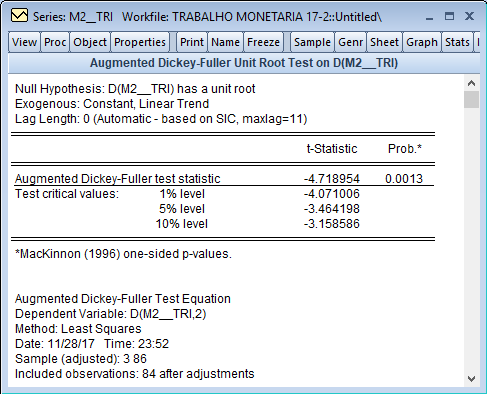 Series: M2__TRI   Workfile: TRABALHO MONETARIA 17-2::Untitled\
View Proc Object Properties Print Name Freeze Sample Genr Sheet Graph Stats
Augmented Dickey-Fuller Unit Root Test on D(M2__TRI)
Null Hypothesis: D(M2__TRI) has a unit root
Exogenous: Constant, Linear Trend
Lag Length: 0 (Automatic - based on SIC, maxlag=11)
t-Statistic   Prob.*
Augmented Dickey-Fuller test statistic   -4.718954   0.0013
Test critical values:   1% level   -4.071006
5% level   -3.464198
10% level   -3.158586
*MacKinnon (1996) one-sided p-values.
Augmented Dickey-Fuller Test Equation
Dependent Variable: D(M2__TRI,2)
Method: Least Squares
Date: 11/28/17   Time: 23:52
Sample (adjusted): 3 86
Included observations: 84 after adjustments